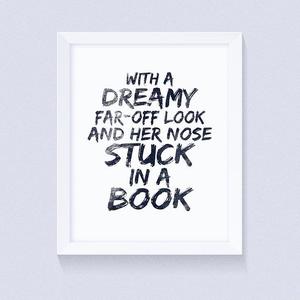 WITH A
DREAMY
FAR-OFF LOOK
AND HER NOSE
STUCK
IN A
BOOK